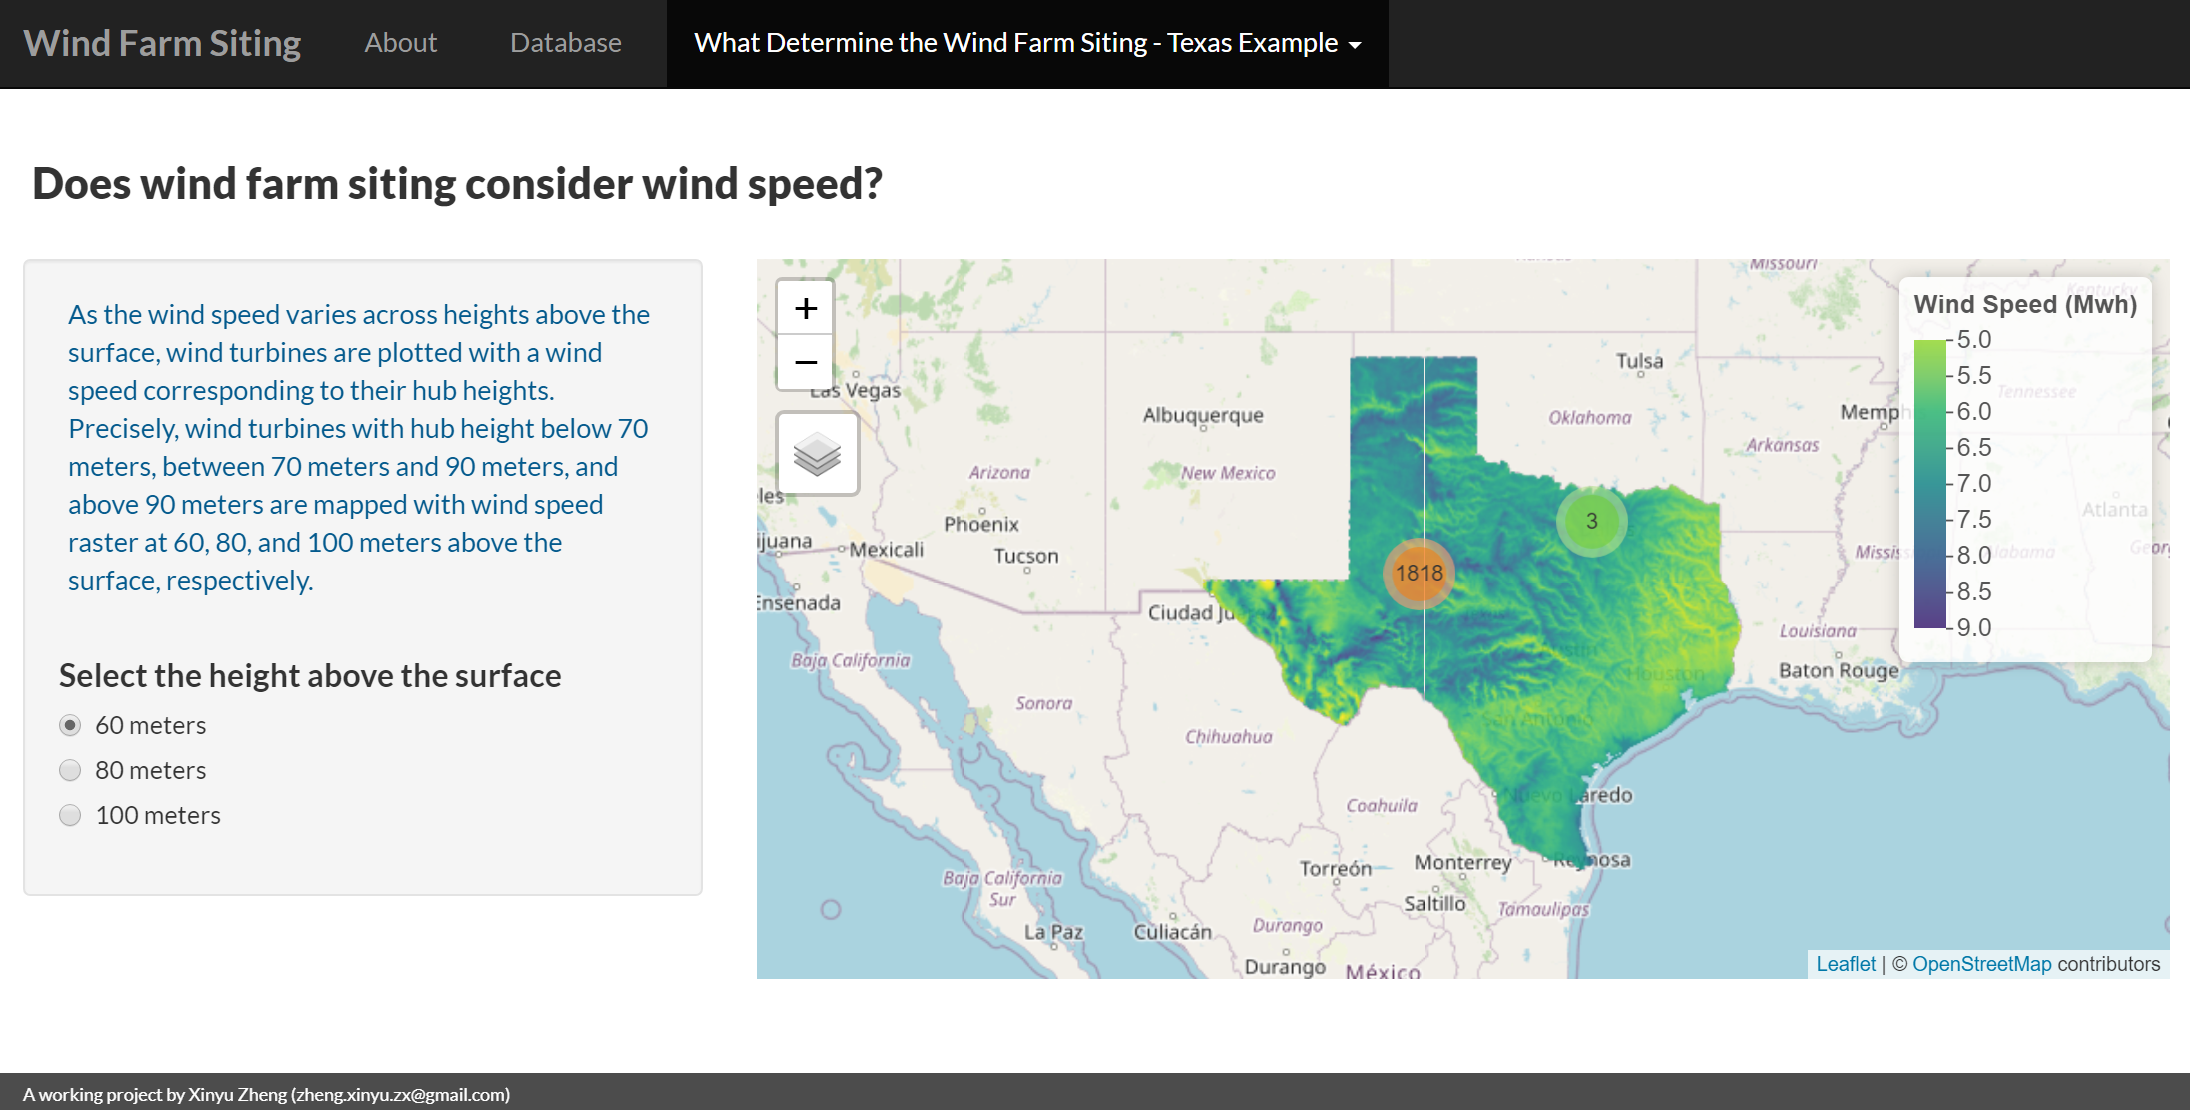 Wind Farm Siting
About
Database
What Determine the Wind Farm Siting - Texas Example
Does wind farm siting consider wind speed?
As the wind speed varies across heights above the
surface, wind turbines are plotted with a wind
speed corresponding to their hub heights.
Precisely, wind turbines with hub height below 70
meters, between 70 meters and 90 meters, and
above 90 meters are mapped with wind speed
raster at 60, 80, and 100 meters above the
surface, respectively.
Select the height above the surface
60 meters
80 meters
100 meters
+
−
Missouri
Kentucky
Wind Speed (Mwh)
5.0
5.5
6.0
6.5
7.0
7.5
8.0
8.5
9.0
Las Vegas
Tulsa
Albuquerque
Oklahoma
Memph
Tennessee
Arkansas
Arizona
New Mexico
les
Phoenix
3
Atlanta
ijuana
Mexicali
Tucson
Missis
labama
Geor
1818
Ensenada
Ciudad Ju
Louisiana
Baja California
Houston
Baton Rouge
Sonora
San Antonio
Chihuahua
Nuevo Laredo
Coahuila
Torreón
Monterrey
Reynosa
Baja California
Sur
Saltillo
Tamaulipas
La Paz
Culiacán
Durango
Durango
México
Leaflet | © OpenStreetMap contributors
A working project by Xinyu Zheng (zheng.xinyu.zx@gmail.com)